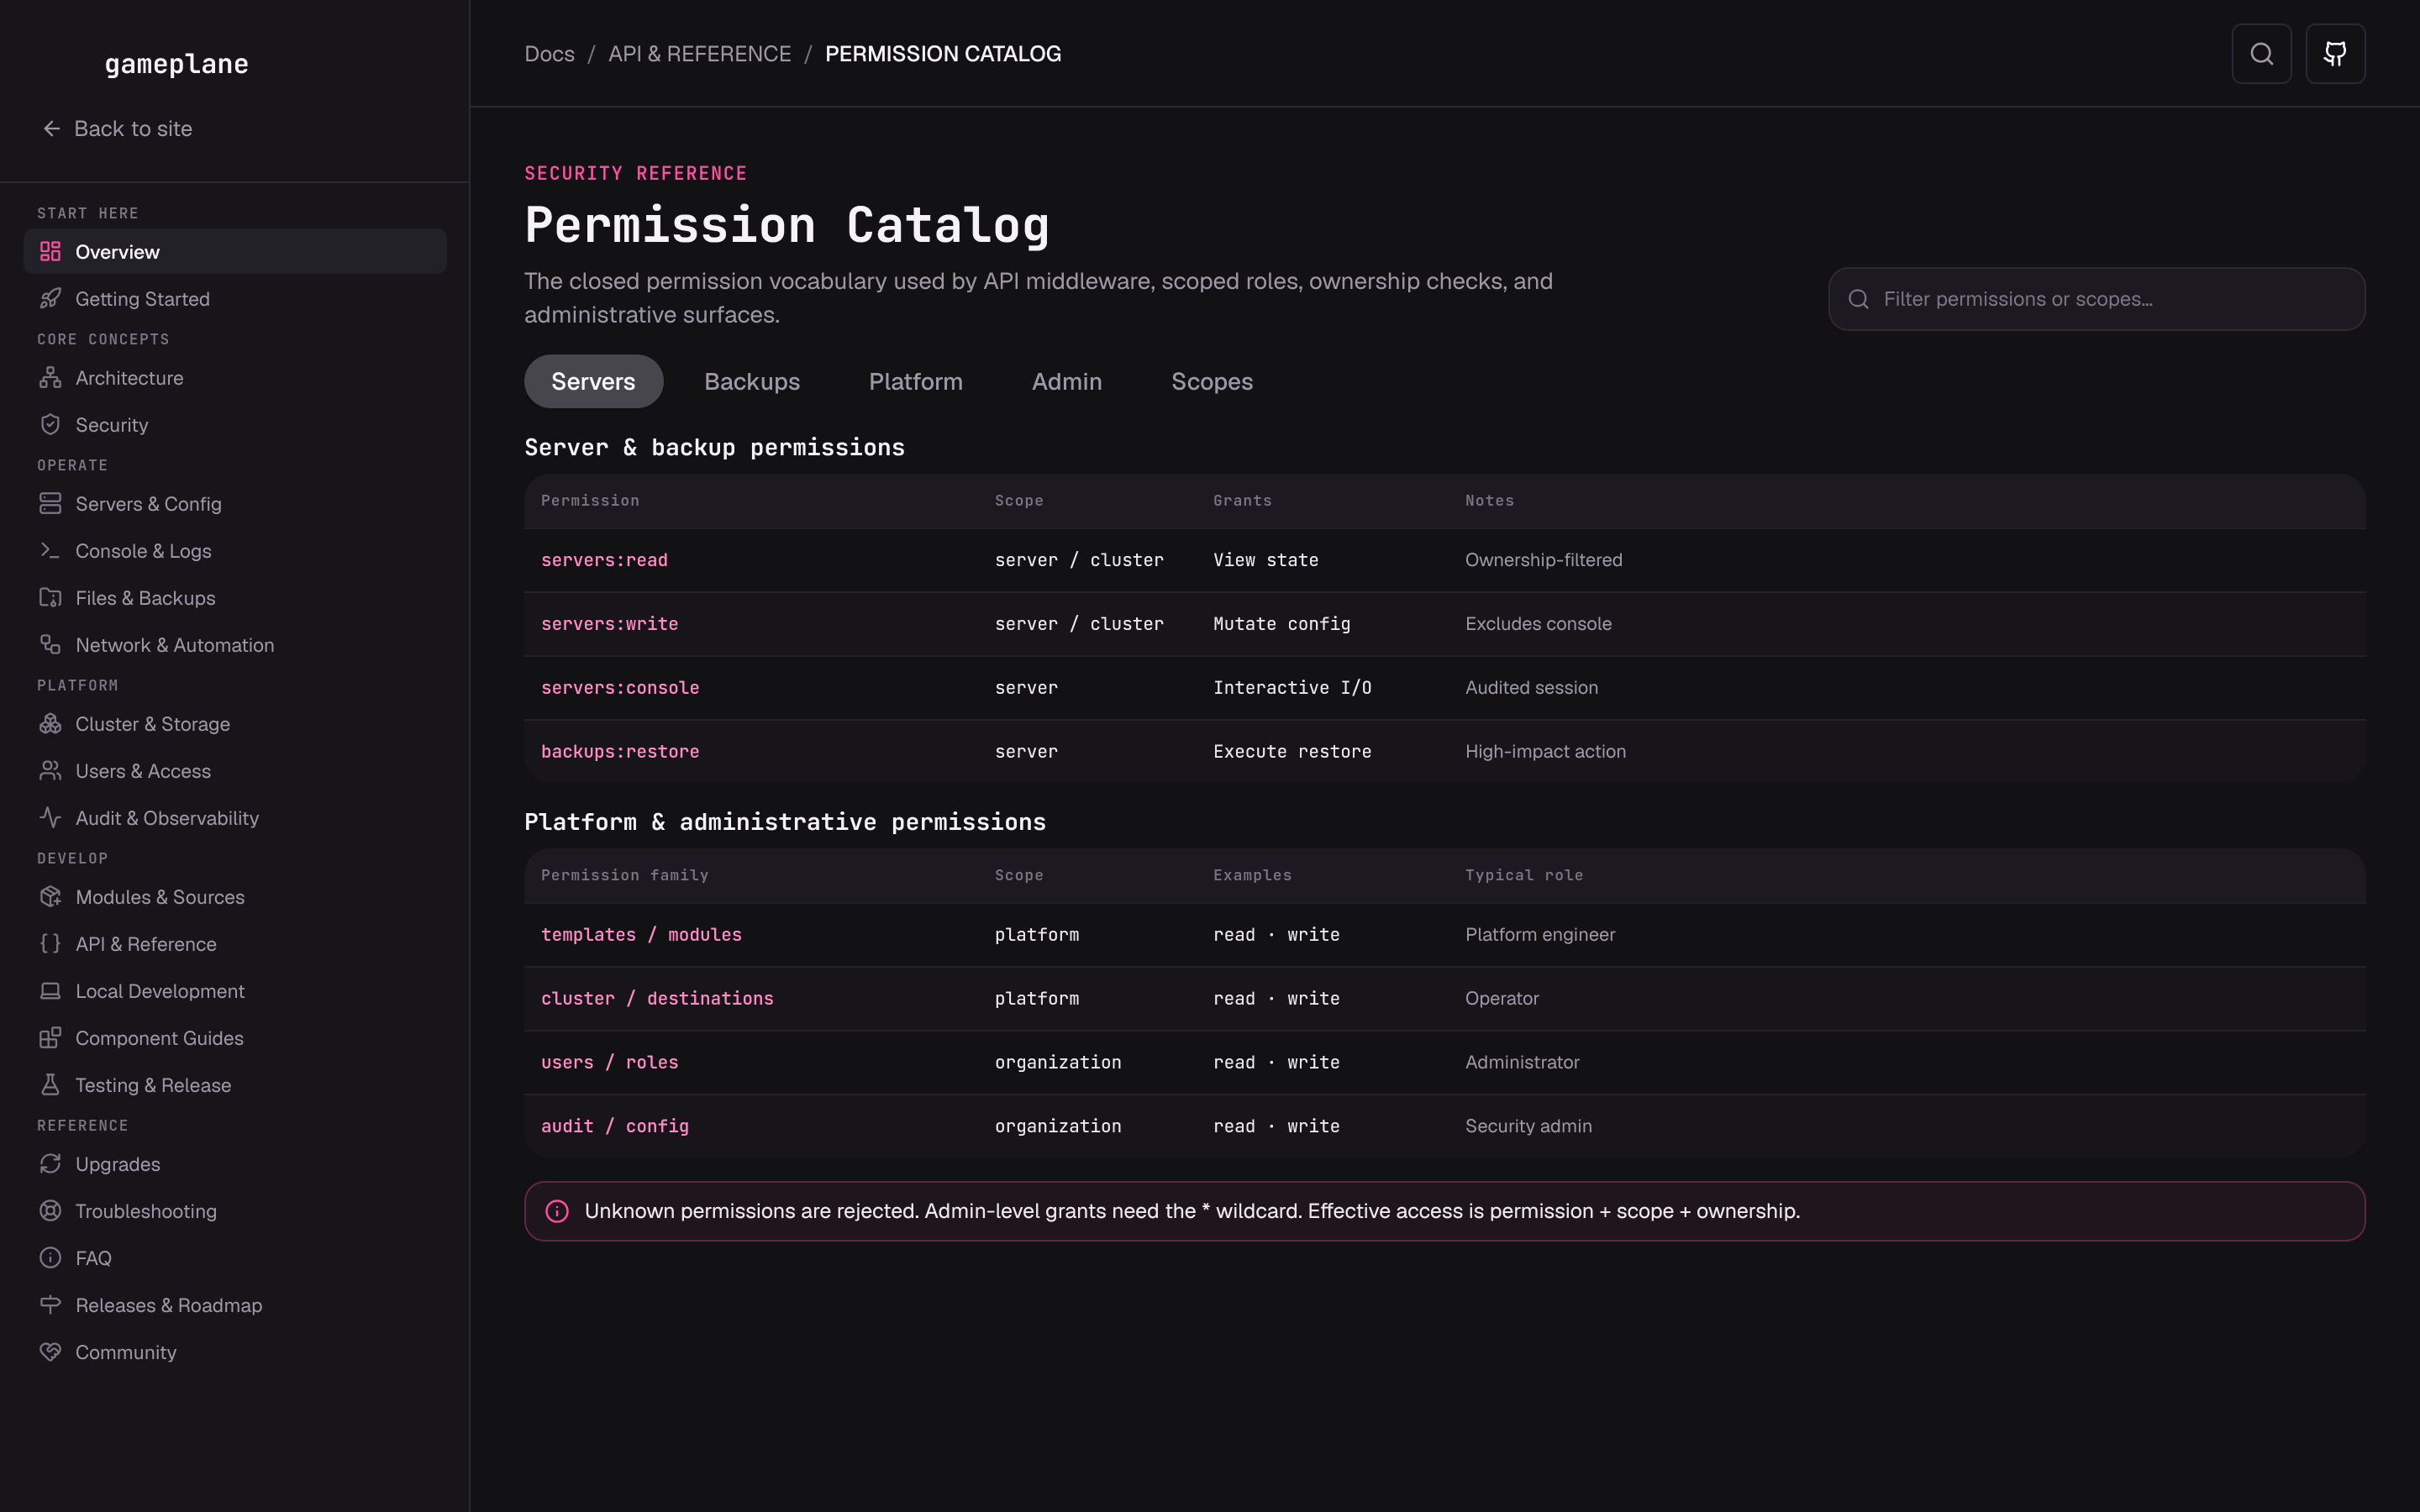 gameplane
Back to site
START HERE
Overview
Getting Started
CORE CONCEPTS
Architecture
Security
OPERATE
Servers & Config
Console & Logs
Files & Backups
Network & Automation
PLATFORM
Cluster & Storage
Users & Access
Audit & Observability
DEVELOP
Modules & Sources
API & Reference
Local Development
Component Guides
Testing & Release
REFERENCE
Upgrades
Troubleshooting
FAQ
Releases & Roadmap
Community
Docs / API & REFERENCE / PERMISSION CATALOG
SECURITY REFERENCE
Permission Catalog
The closed permission vocabulary used by API middleware, scoped roles, ownership checks, and
administrative surfaces.
Filter permissions or scopes...
Servers Backups Platform Admin Scopes
Server & backup permissions
Permission Scope Grants Notes
servers:read server / cluster View state Ownership-filtered
servers:write server / cluster Mutate config Excludes console
servers:console server Interactive I/O Audited session
backups:restore server Execute restore High-impact action
Platform & administrative permissions
Permission family Scope Examples Typical role
templates / modules platform read · write Platform engineer
cluster / destinations platform read · write Operator
users / roles organization read · write Administrator
audit / config organization read · write Security admin
Unknown permissions are rejected. Admin-level grants need the * wildcard. Effective access is permission + scope + ownership.